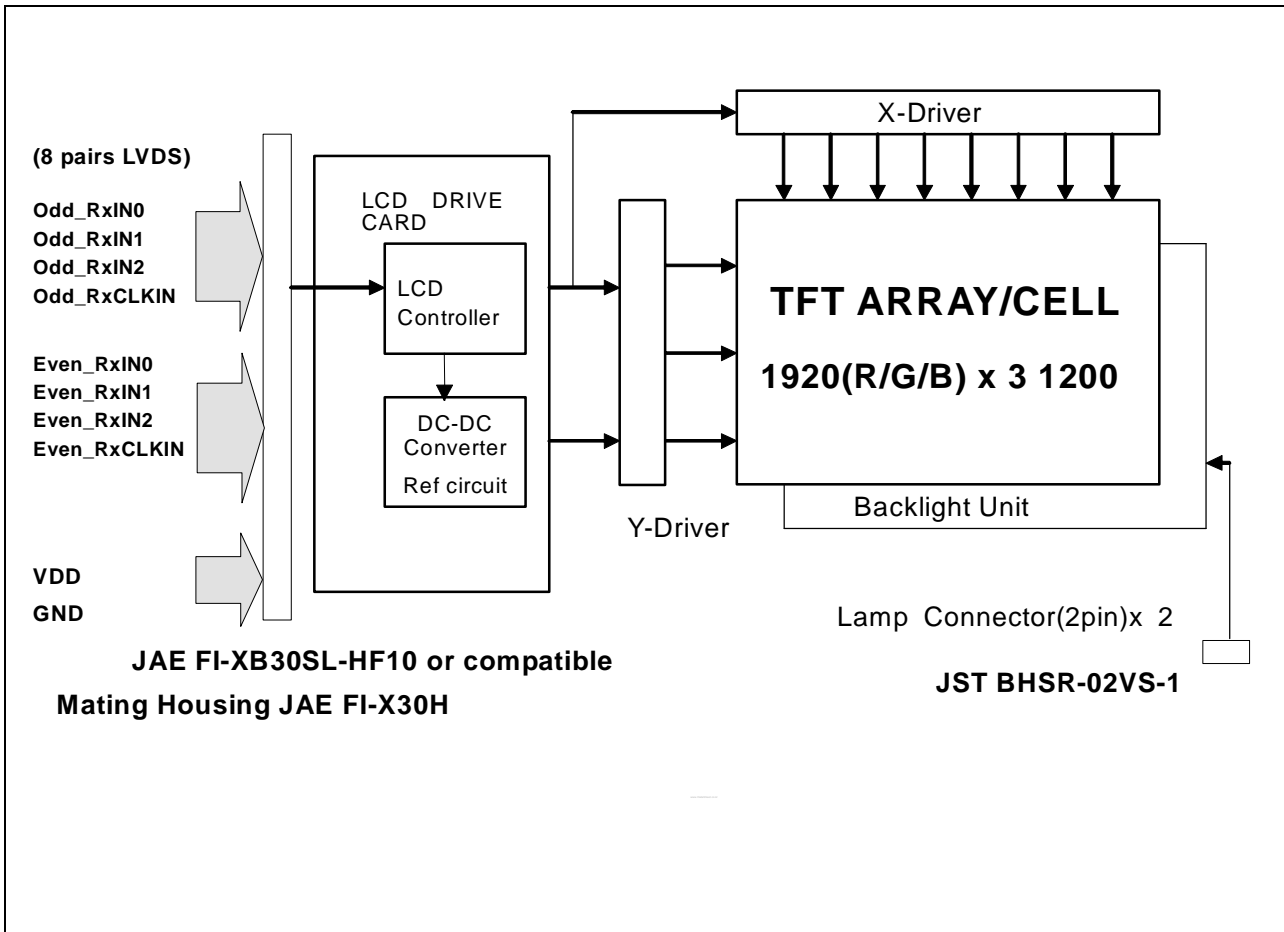 X-Driver
(8 pairs LVDS)
LCD DRIVE
CARD
Odd_RxIN0
Odd_RxIN1
Odd_RxIN2
Odd_RxCLKIN
LCD
Controller
TFT ARRAY/CELL
1920(R/G/B) x 3 1200
Even_RxIN0
Even_RxIN1
Even_RxIN2
Even_RxCLKIN
DC-DC
Converter
Ref circuit
Backlight Unit
Y-Driver
VDD
GND
Lamp Connector(2pin)x 2
JAE FI-XB30SL-HF10 or compatible
Mating Housing JAE FI-X30H
JST BHSR-02VS-1